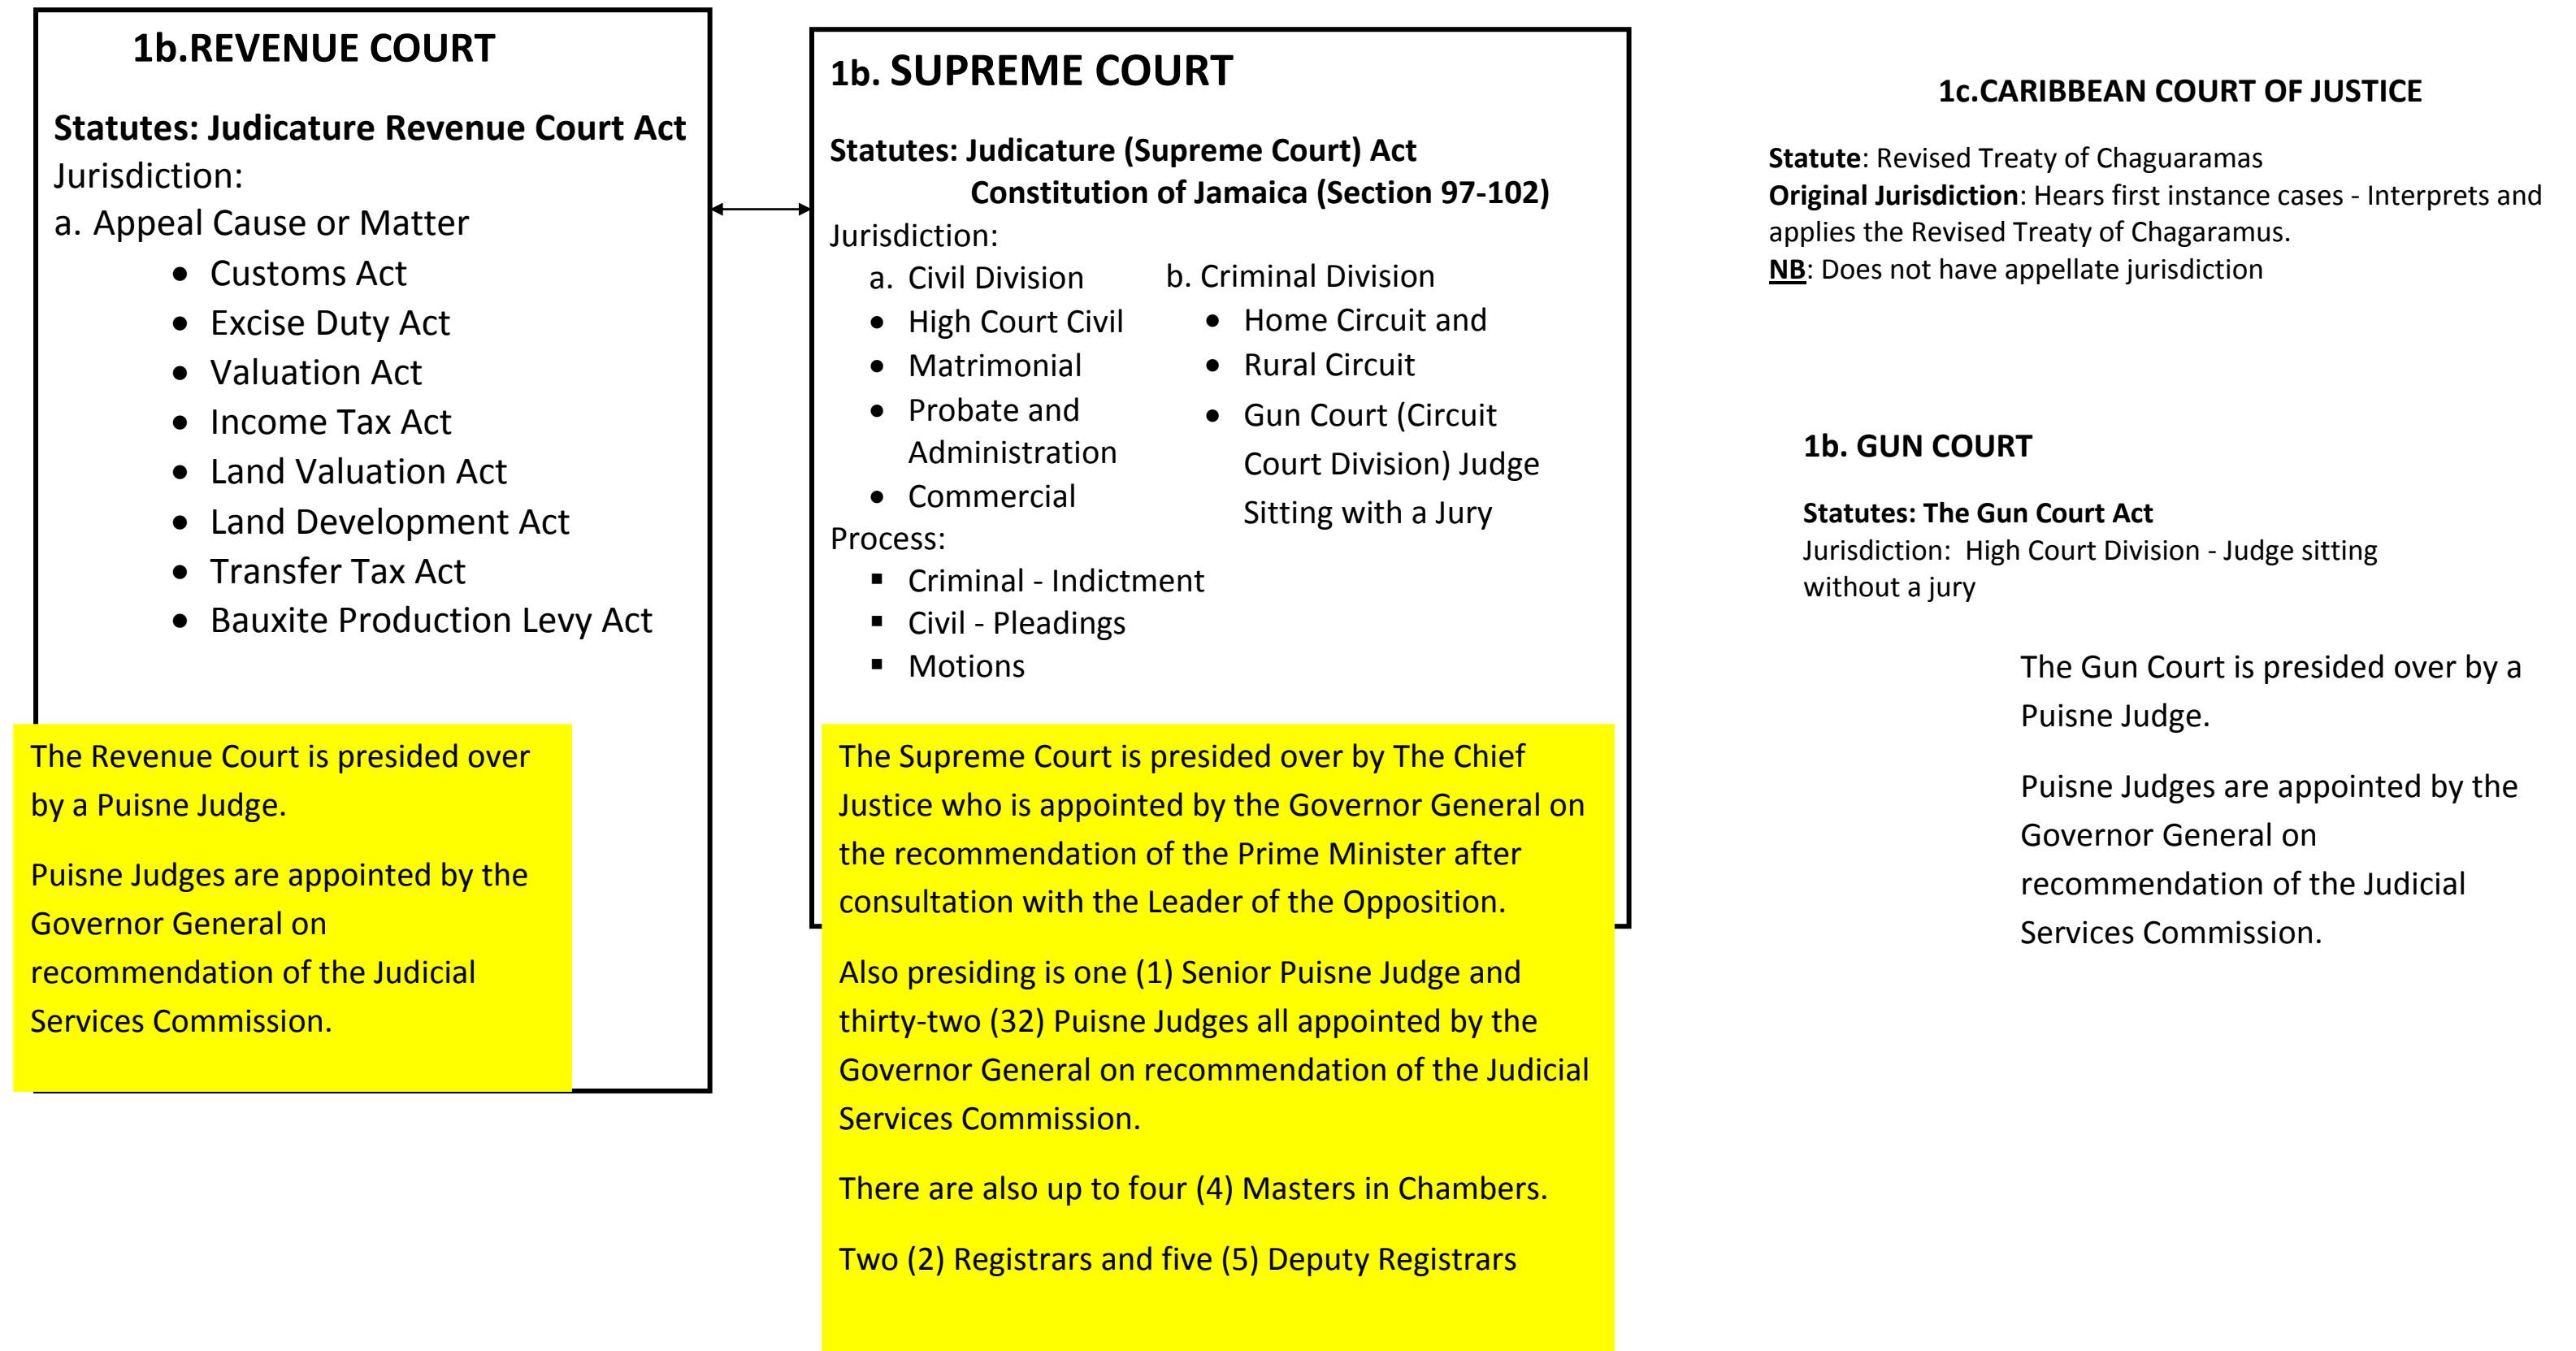 1b.REVENUE COURT
Statutes: Judicature Revenue Court Act
Jurisdiction:
a. Appeal Cause or Matter
• Customs Act
• Excise Duty Act
• Valuation Act
• Income Tax Act
• Land Valuation Act
• Land Development Act
• Transfer Tax Act
• Bauxite Production Levy Act
The Revenue Court is presided over
by a Puisne Judge.
Puisne Judges are appointed by the
Governor General on
recommendation of the Judicial
Services Commission.
1b. SUPREME COURT
Statutes: Judicature (Supreme Court) Act
Constitution of Jamaica (Section 97-102)
Jurisdiction:
a. Civil Division
• High Court Civil
• Matrimonial
• Probate and
Administration
• Commercial
b. Criminal Division
• Home Circuit and
• Rural Circuit
• Gun Court (Circuit
Court Division) Judge
Sitting with a Jury
Process:
▪ Criminal - Indictment
▪ Civil - Pleadings
▪ Motions
The Supreme Court is presided over by The Chief
Justice who is appointed by the Governor General on
the recommendation of the Prime Minister after
consultation with the Leader of the Opposition.
Also presiding is one (1) Senior Puisne Judge and
thirty-two (32) Puisne Judges all appointed by the
Governor General on recommendation of the Judicial
Services Commission.
There are also up to four (4) Masters in Chambers.
Two (2) Registrars and five (5) Deputy Registrars
1c.CARIBBEAN COURT OF JUSTICE
Statute: Revised Treaty of Chaguaramas
Original Jurisdiction: Hears first instance cases - Interprets and
applies the Revised Treaty of Chagaramus.
NB: Does not have appellate jurisdiction
1b. GUN COURT
Statutes: The Gun Court Act
Jurisdiction: High Court Division - Judge sitting
without a jury
The Gun Court is presided over by a
Puisne Judge.
Puisne Judges are appointed by the
Governor General on
recommendation of the Judicial
Services Commission.